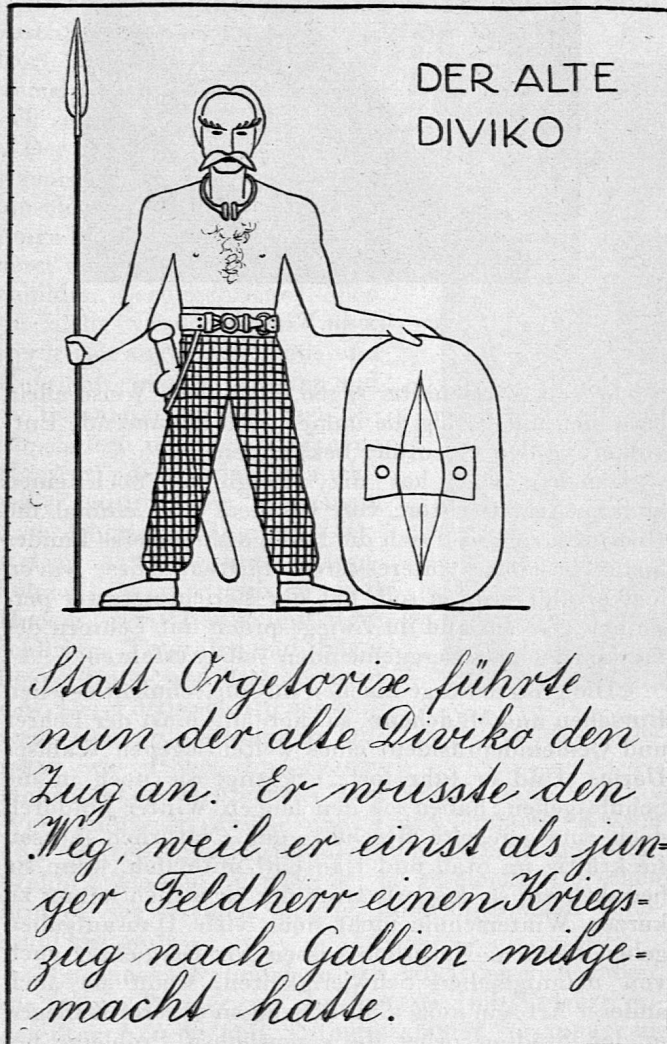 DER ALTE
DIVIKO
Statt Orgetorix führte
nun der alte Diviko den
Zug an. Er wusste den
Weg, weil er einst als jun=
ger Feldherr einen Kriegs=
zug nach Gallien mitge=
macht hatte.